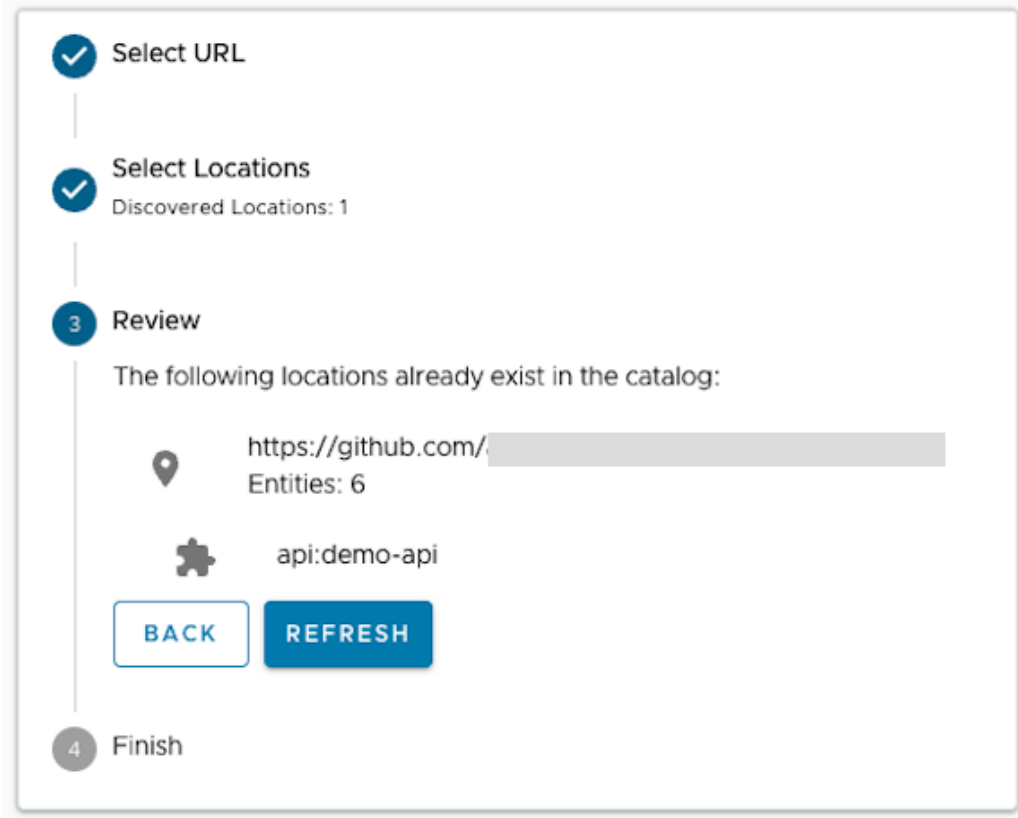 Select URL
Select Locations
Discovered Locations: 1
3
Review
The following locations already exist in the catalog:
https://github.com/
Entities: 6
api:demo-api
BACK
REFRESH
4
Finish